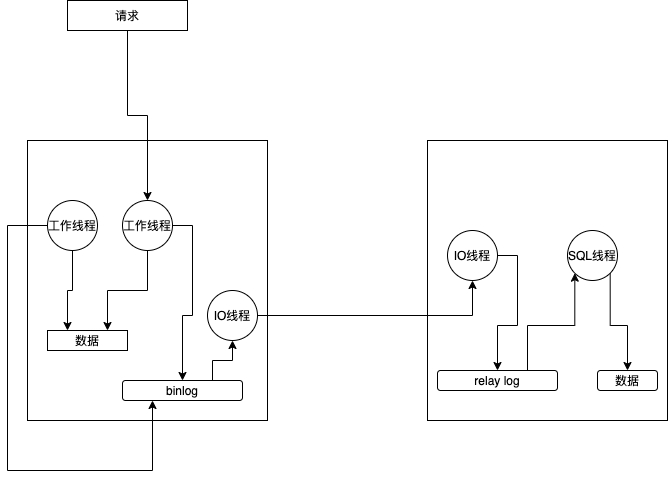 请求
工作线程
工作线程
数据
IO线程
binlog
IO线程
SQL线程
relay log
数据